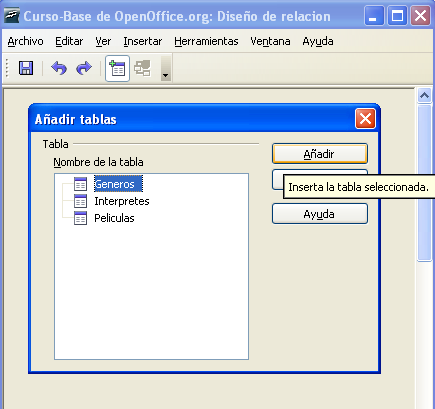 Curso-Base de OpenOffice.org: Diseño de relacion
Archivo Editar Ver Insertar Herramientas Ventana Ayuda
Añadir tablas
Tabla
Nombre de la tabla
Generos
Interpretes
Peliculas
Añadir
Inserta la tabla seleccionada.
Ayuda